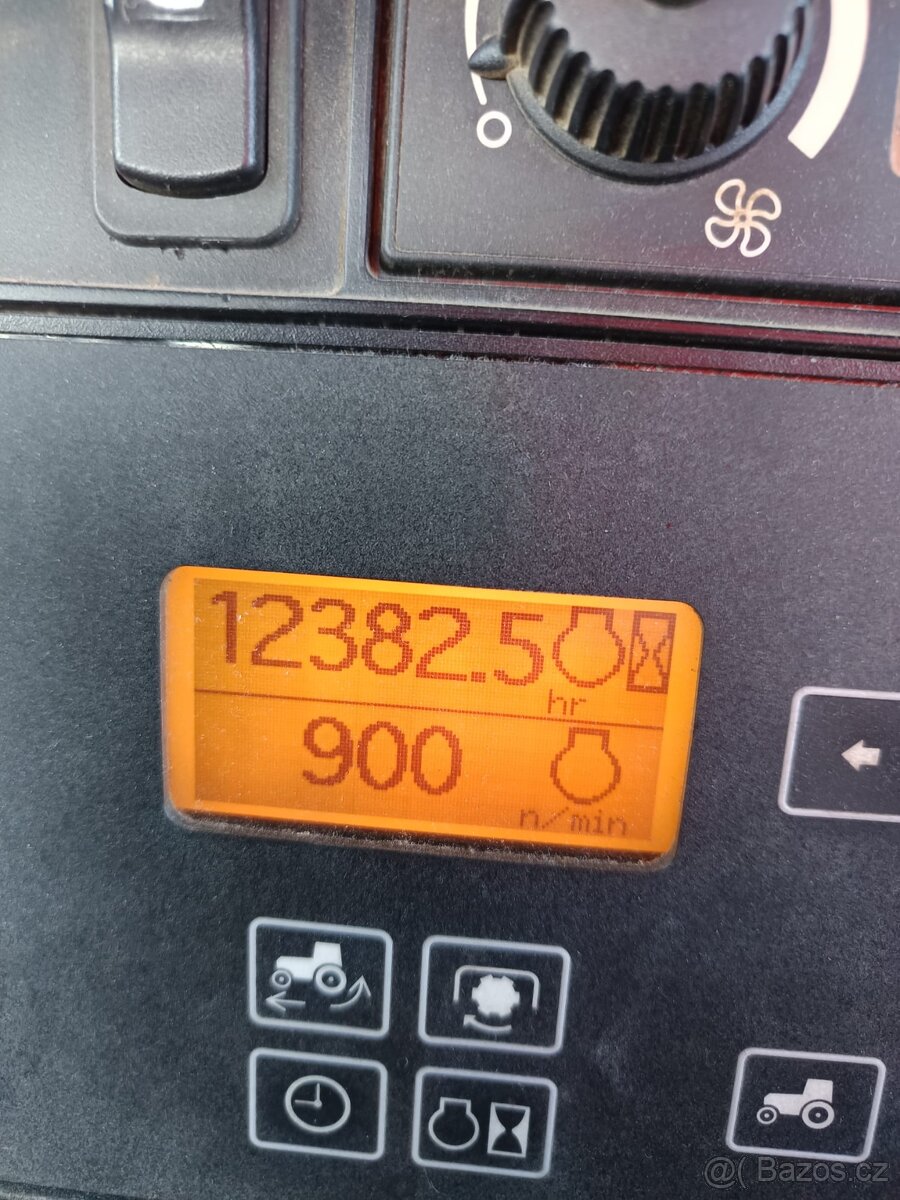 12382.5
hr
900
n/min
@( Bazos.cz